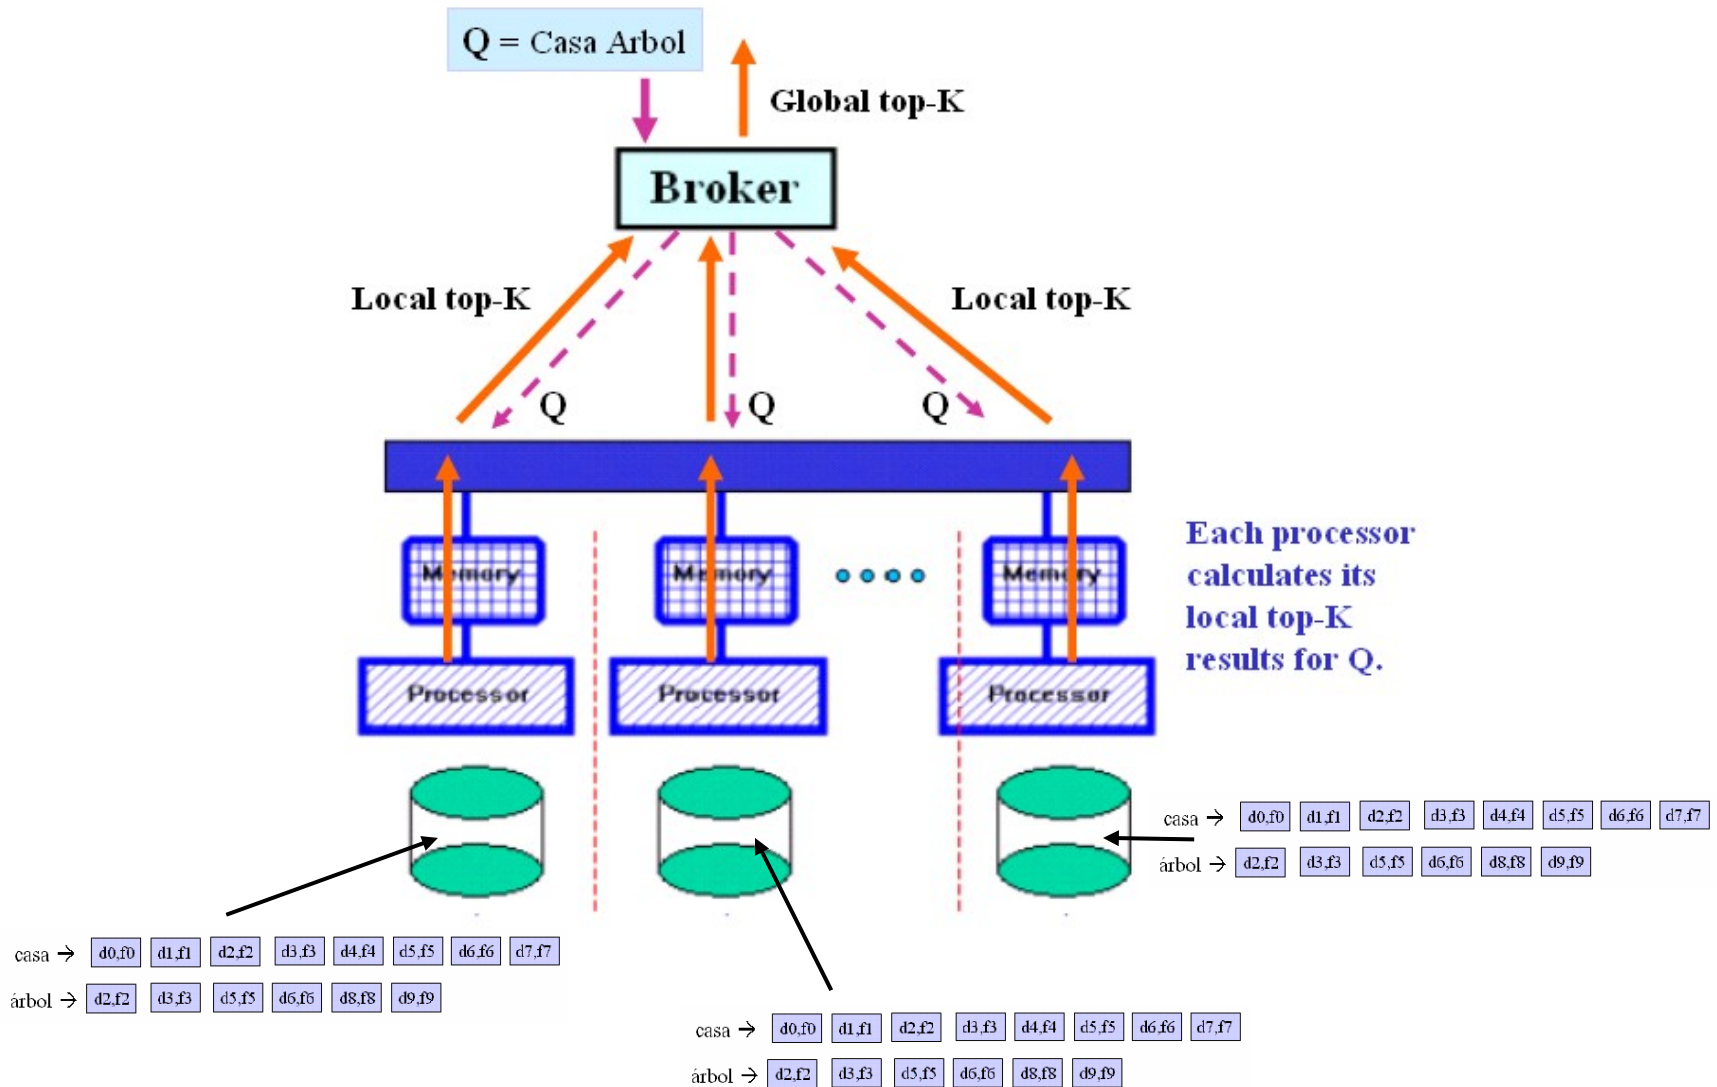 Q = Casa Arbol
Global top-K
Broker
Local top-K
Local top-K
Q
Q
Q
Each processor
calculates its
local top-K
results for Q.
Memory
Memory
Memory
Processor
Processor
Processor
casa → d0,f0 d1,f1 d2,f2 d3,f3 d4,f4 d5,f5 d6,f6 d7,f7
árbol → d2,f2 d3,f3 d5,f5 d6,f6 d8,f8 d9,f9
casa → d0,f0 d1,f1 d2,f2 d3,f3 d4,f4 d5,f5 d6,f6 d7,f7
árbol → d2,f2 d3,f3 d5,f5 d6,f6 d8,f8 d9,f9
casa → d0,f0 d1,f1 d2,f2 d3,f3 d4,f4 d5,f5 d6,f6 d7,f7
árbol → d2,f2 d3,f3 d5,f5 d6,f6 d8,f8 d9,f9